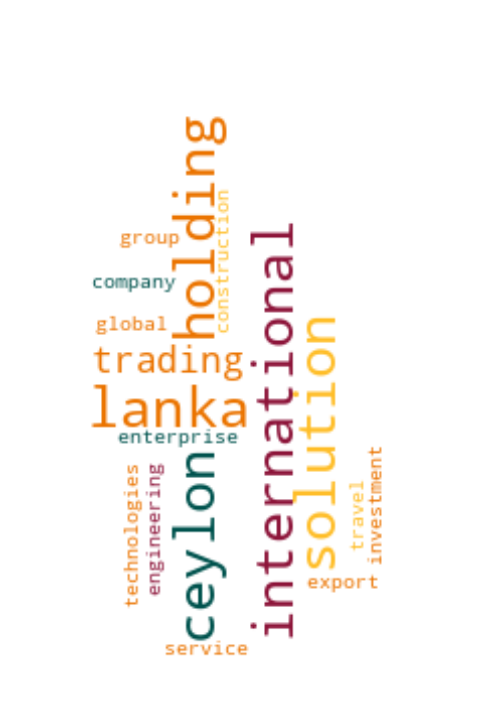 holding
construction
group
company
global
trading
lanka
enterprise
international
solution
ceylon
technologies
engineering
travel
investment
export
service